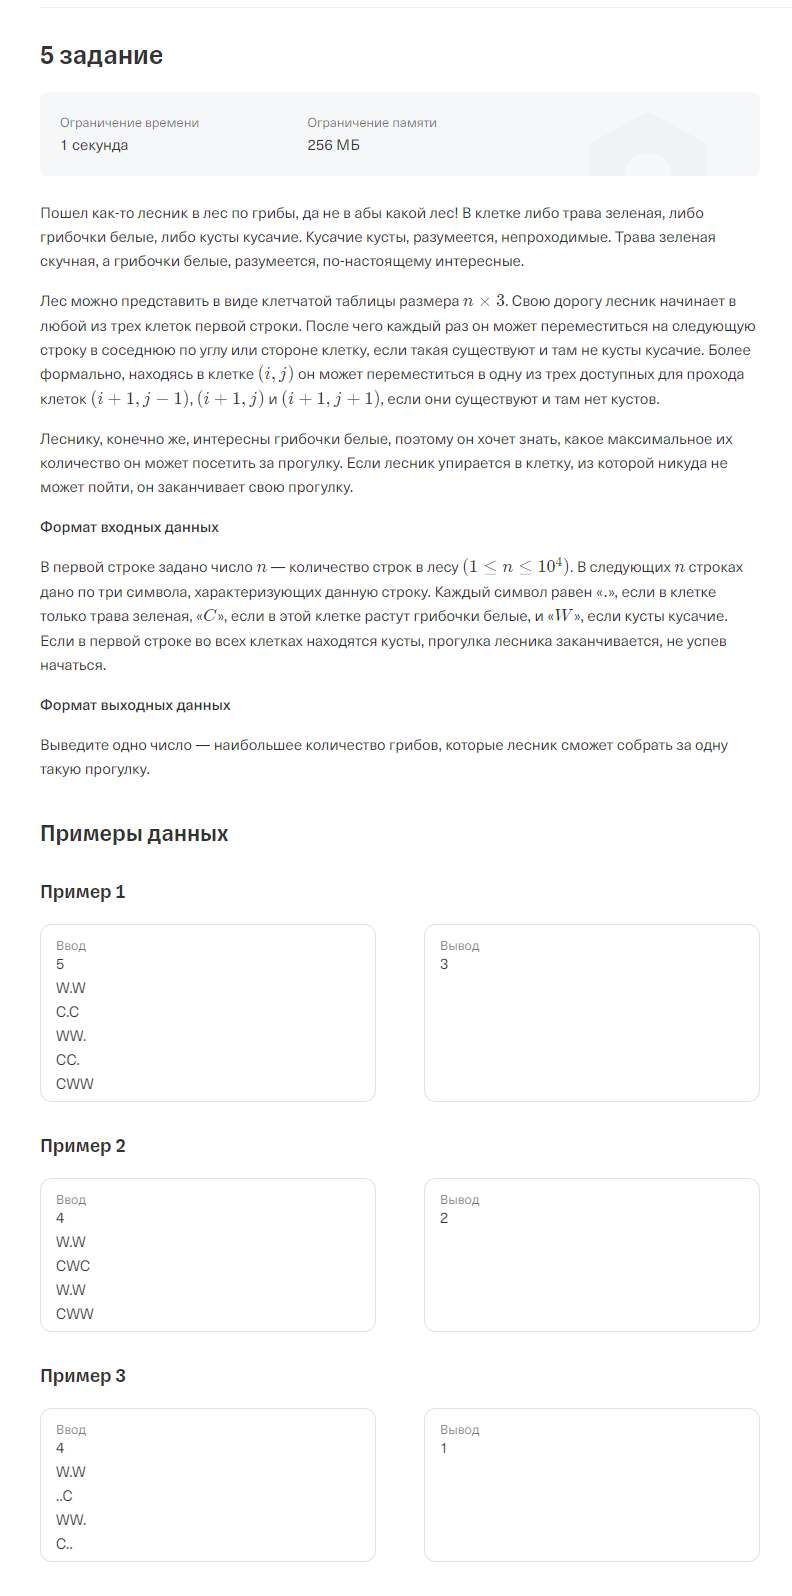 5 задание
Ограничение времени
Ограничение памяти
1 секунда
256 МБ
Пошел как-то лесник в лес по грибы, да не в абы какой лес! В клетке либо трава зеленая, либо
грибочки белые, либо кусты кусачие. Кусачие кусты, разумеется, непроходимые. Трава зеленая
скучная, а грибочки белые, разумеется, по-настоящему интересные.
Лес можно представить в виде клетчатой таблицы размера n × 3. Свою дорогу лесник начинает в
любой из трех клеток первой строки. После чего каждый раз он может переместиться на следующую
строку в соседнюю по углу или стороне клетку, если такая существуют и там не кусты кусачие. Более
формально, находясь в клетке (i, j) он может переместиться в одну из трех доступных для прохода
клеток (i + 1, j − 1), (i + 1, j) и (i + 1, j + 1), если они существуют и там нет кустов.
Леснику, конечно же, интересны грибочки белые, поэтому он хочет знать, какое максимальное их
количество он может посетить за прогулку. Если лесник упирается в клетку, из которой никуда не
может пойти, он заканчивает свою прогулку.
Формат входных данных
В первой строке задано число n — количество строк в лесу (1 ≤ n ≤ 10⁴). В следующих n строках
дано по три символа, характеризующих данную строку. Каждый символ равен «.», если в клетке
только трава зеленая, «C», если в этой клетке растут грибочки белые, и «W», если кусты кусачие.
Если в первой строке во всех клетках находятся кусты, прогулка лесника заканчивается, не успев
начаться.
Формат выходных данных
Выведите одно число — наибольшее количество грибов, которые лесник сможет собрать за одну
такую прогулку.
Примеры данных
Пример 1
Ввод
5
W.W
C.C
WW.
CC.
CWW
Вывод
3
Пример 2
Ввод
4
W.W
CWC
W.W
CWW
Вывод
2
Пример 3
Ввод
4
W.W
..C
WW.
C..
Вывод
1